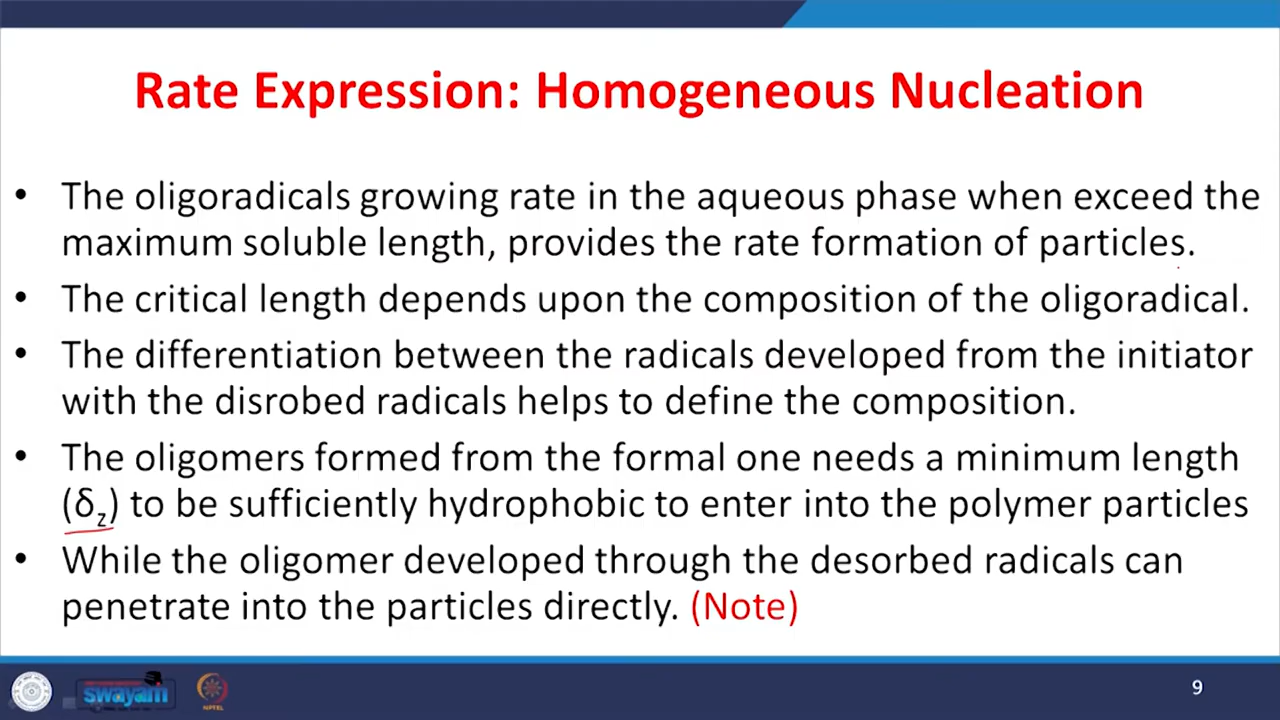 Rate Expression: Homogeneous Nucleation
• The oligoradicals growing rate in the aqueous phase when exceed the
maximum soluble length, provides the rate formation of particles.
• The critical length depends upon the composition of the oligoradical.
• The differentiation between the radicals developed from the initiator
with the disrobed radicals helps to define the composition.
• The oligomers formed from the formal one needs a minimum length
(δz) to be sufficiently hydrophobic to enter into the polymer particles
• While the oligomer developed through the desorbed radicals can
penetrate into the particles directly. (Note)
swayam
NPTEL
9